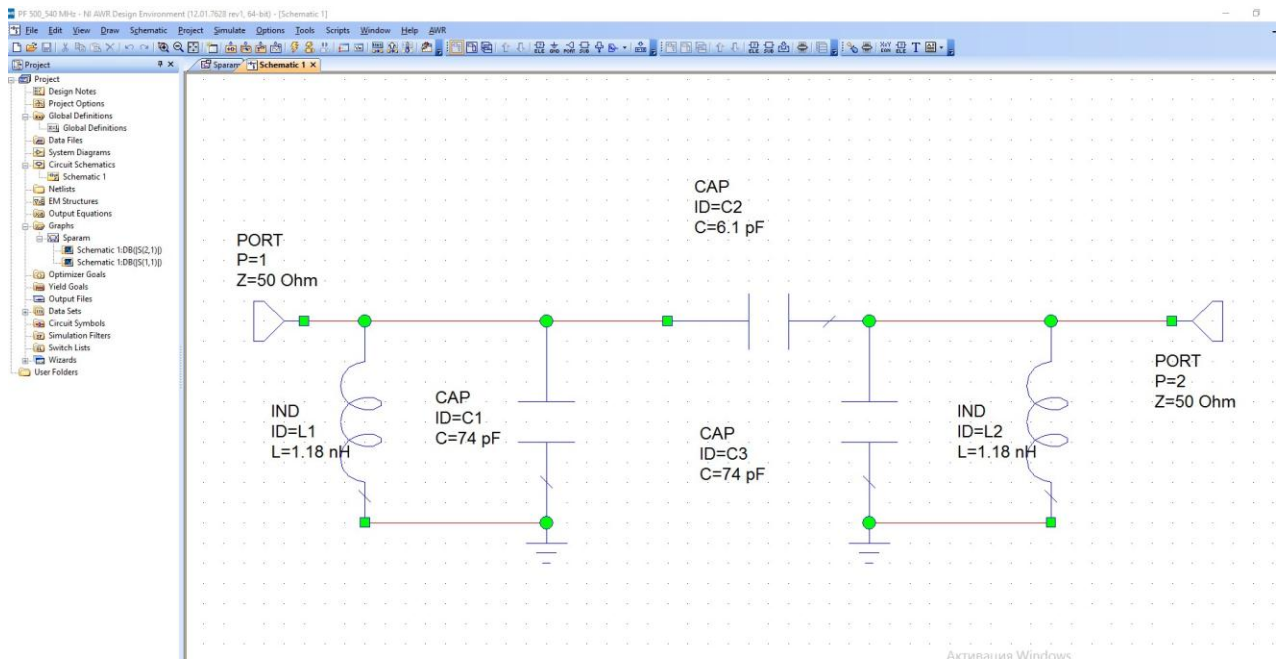 PF 500_540 MHz - NI AWR Design Environment (12.01.7628 rev1, 64-bit) - [Schematic 1]
File Edit View Draw Schematic Project Simulate Options Tools Scripts Window Help AWR
Project
Sparam
Schematic 1
Project
Design Notes
Project Options
Global Definitions
Global Definitions
Data Files
System Diagrams
Circuit Schematics
Schematic 1
Netlists
EM Structures
Output Equations
Graphs
Sparam
Schematic 1:DB(|S(2,1)|)
Schematic 1:DB(|S(1,1)|)
Optimizer Goals
Yield Goals
Output Files
Data Sets
Circuit Symbols
Simulation Filters
Switch Lists
Wizards
User Folders
CAP
ID=C2
C=6.1 pF
PORT
P=1
Z=50 Ohm
IND
ID=L1
L=1.18 nH
CAP
ID=C1
C=74 pF
CAP
ID=C3
C=74 pF
IND
ID=L2
L=1.18 nH
PORT
P=2
Z=50 Ohm
Активация Windows